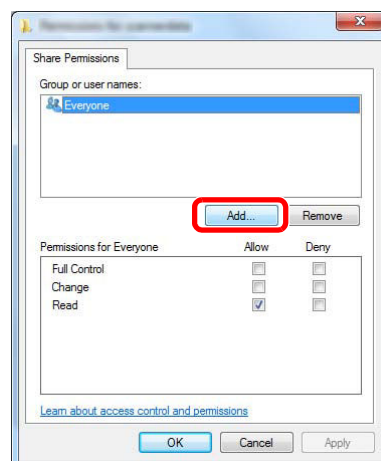 Share Permissions
Group or user names:
Everyone
Add... Remove
Permissions for Everyone Allow Deny
Full Control
Change
Read
Learn about access control and permissions
OK Cancel Apply